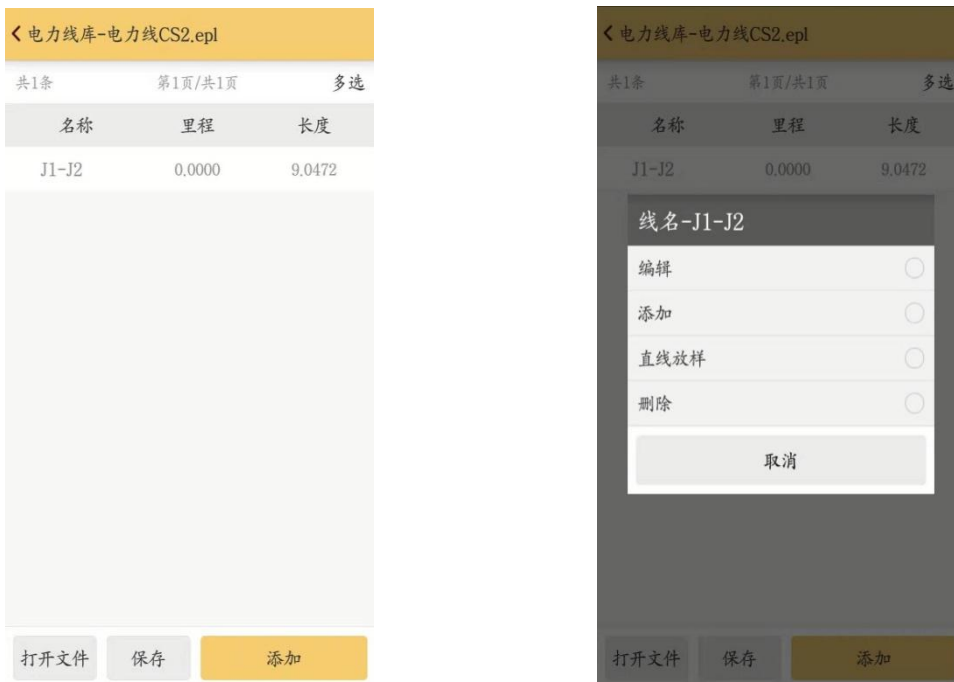 电力线库-电力线CS2.epl
共1条 第1页/共1页 多选
名称 里程 长度
J1-J2 0.0000 9.0472
打开文件 保存 添加
电力线库-电力线CS2.epl
共1条 第1页/共1页 多选
名称 里程 长度
J1-J2 0.0000 9.0472
线名-J1-J2
编辑
添加
直线放样
删除
取消
打开文件 保存 添加